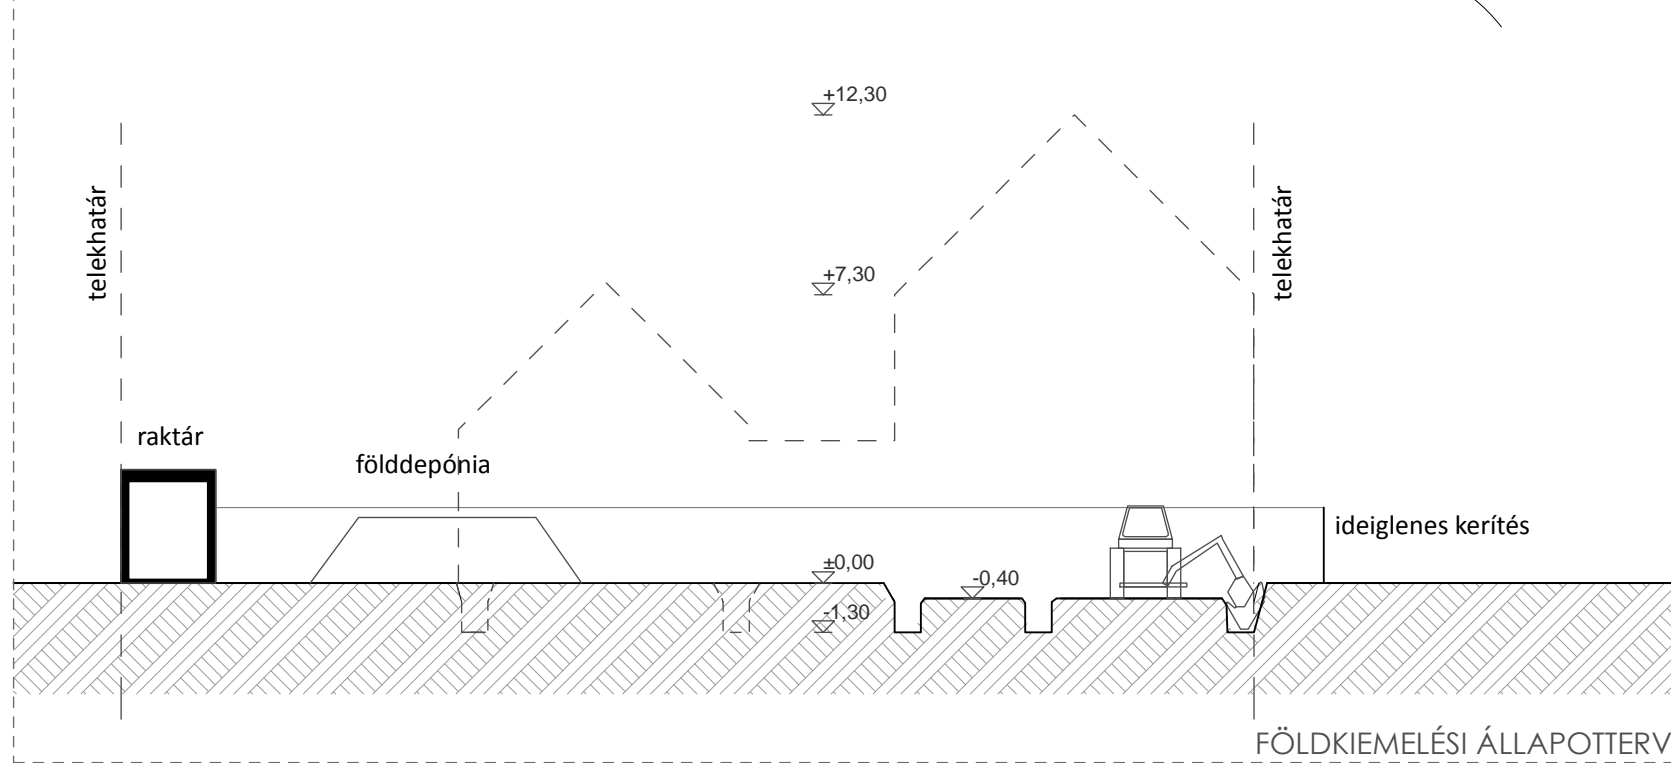 +12,30
telekhatár
telekhatár
+7,30
raktár
földdepónia
ideiglenes kerítés
±0,00
-0,40
-1,30
FÖLDKIEMELÉSI ÁLLAPOTTERV